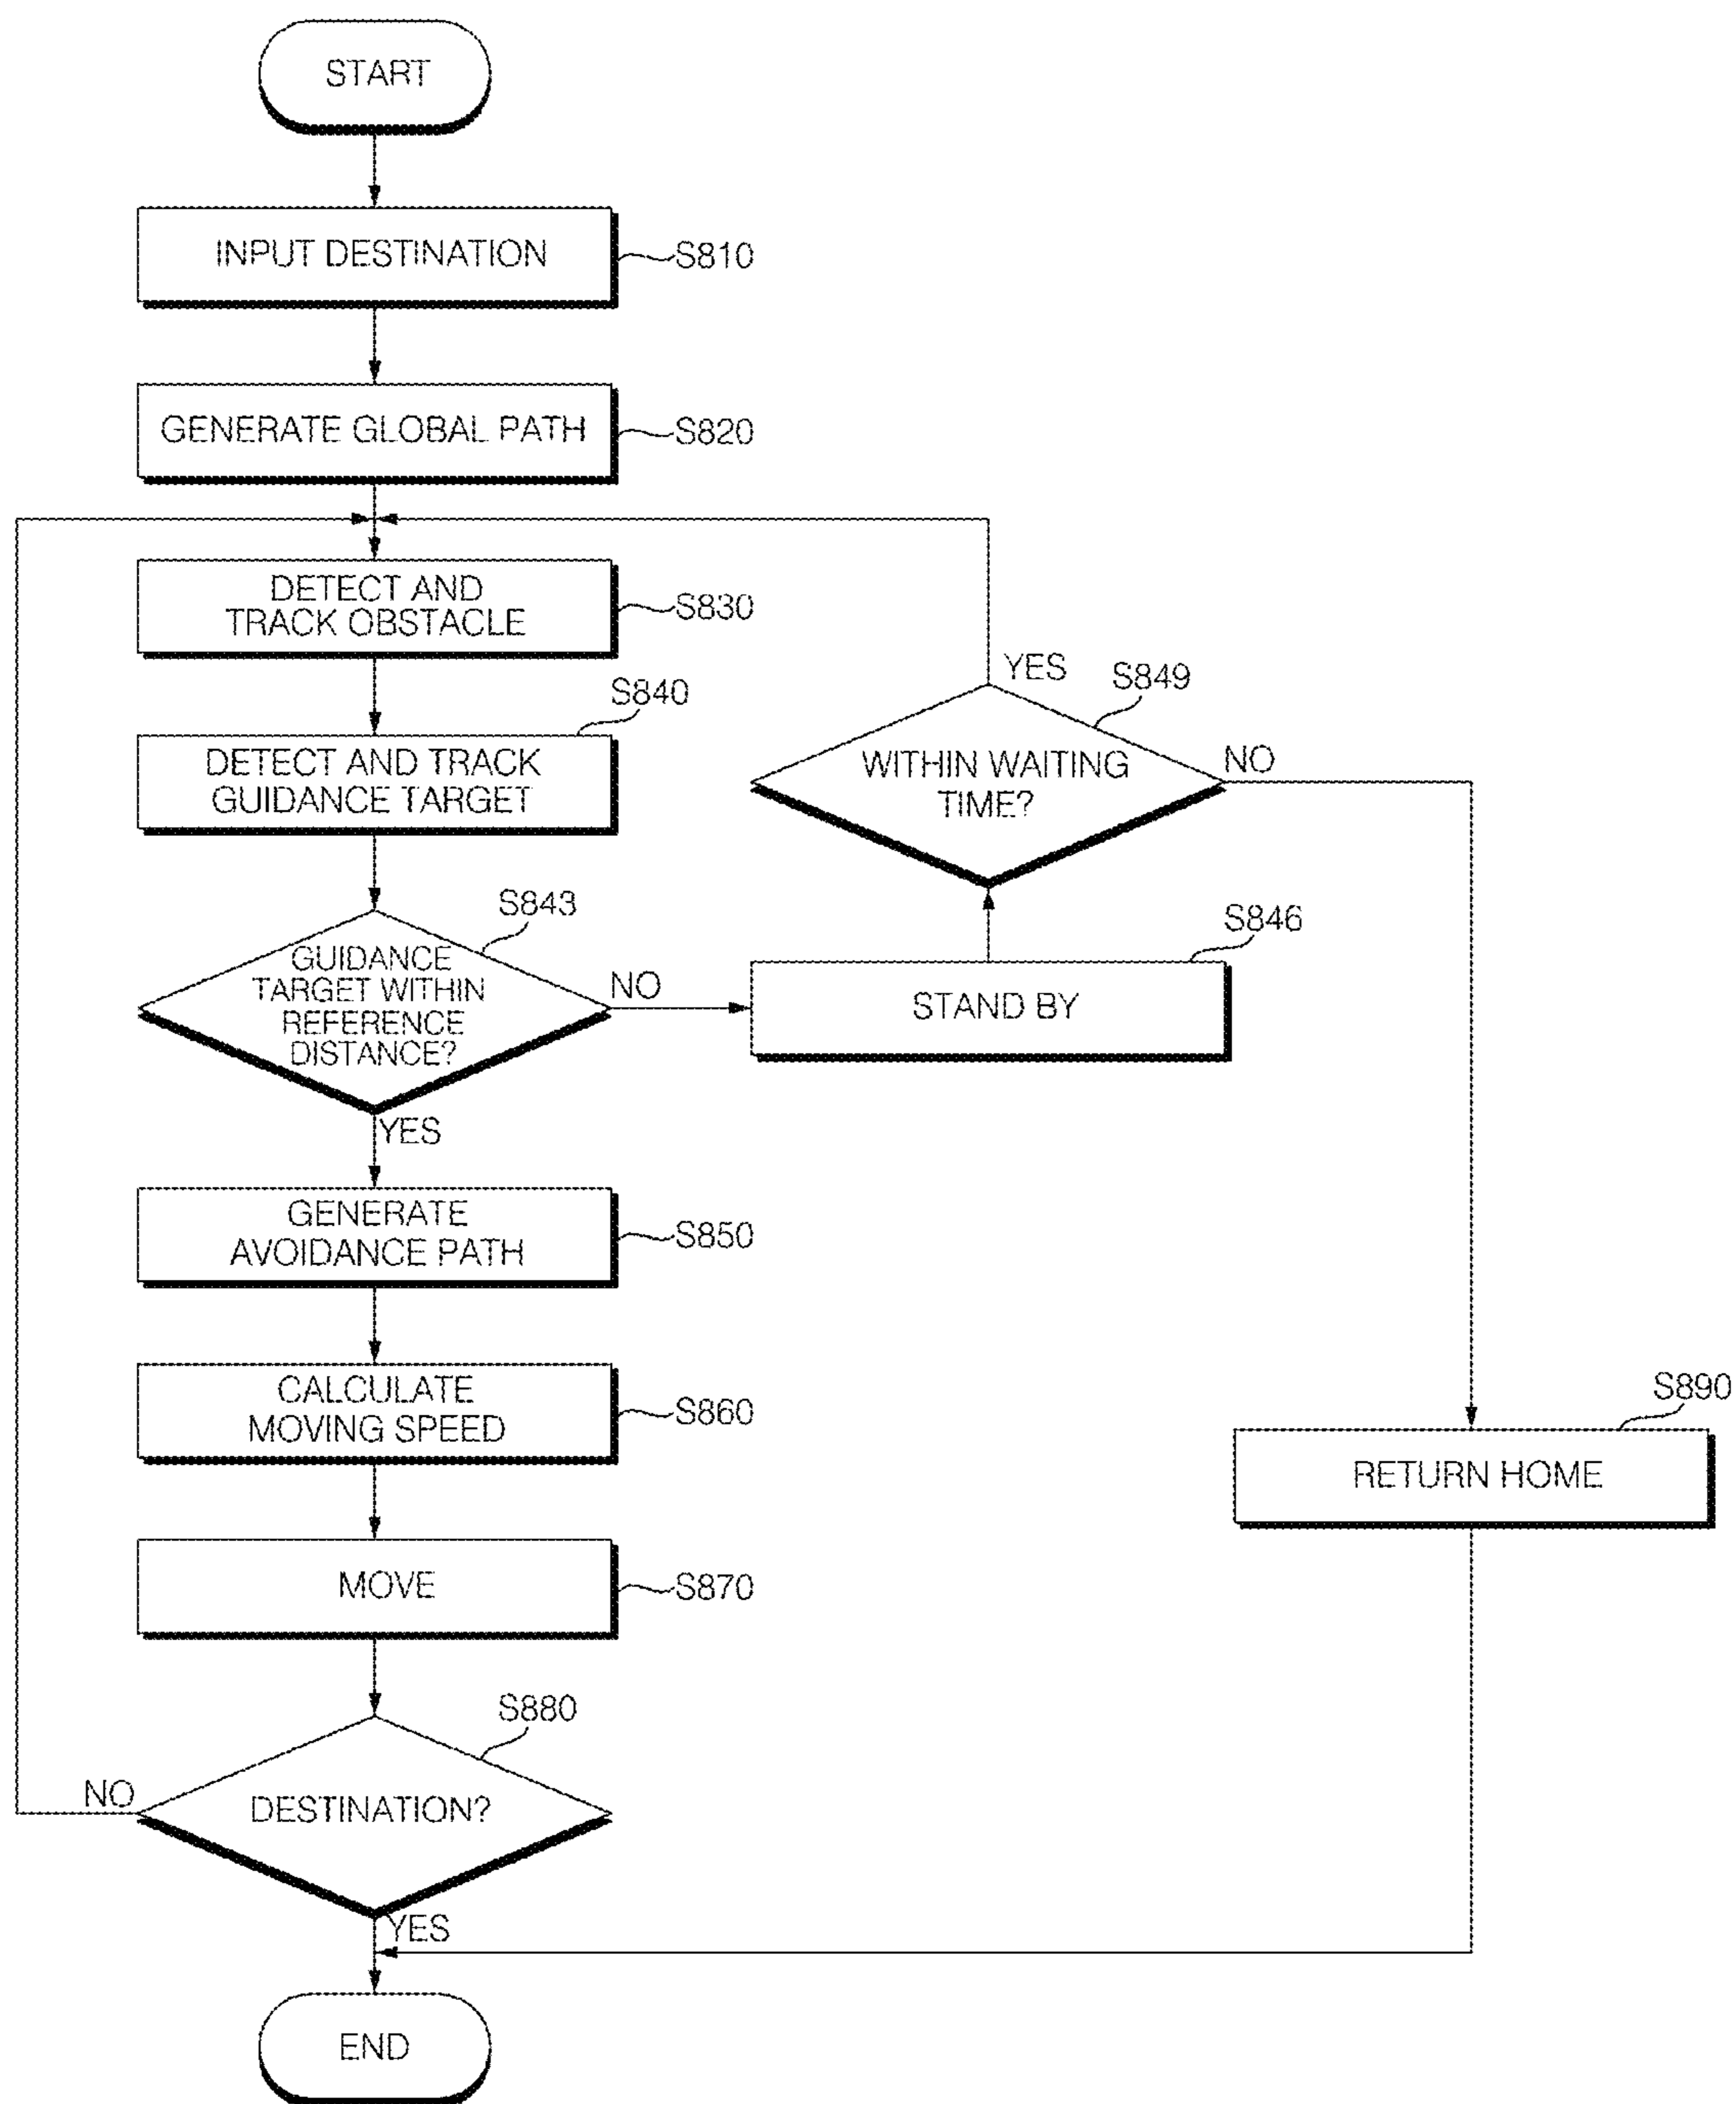 START
INPUT DESTINATION
S810
GENERATE GLOBAL PATH
S820
DETECT AND
TRACK OBSTACLE
S830
S840
DETECT AND TRACK
GUIDANCE TARGET
YES
S849
WITHIN WAITING
TIME?
NO
S843
GUIDANCE
TARGET WITHIN
REFERENCE
DISTANCE?
NO
S846
STAND BY
YES
GENERATE
AVOIDANCE PATH
S850
CALCULATE
MOVING SPEED
S860
S890
RETURN HOME
MOVE
S870
S880
NO
DESTINATION?
YES
END